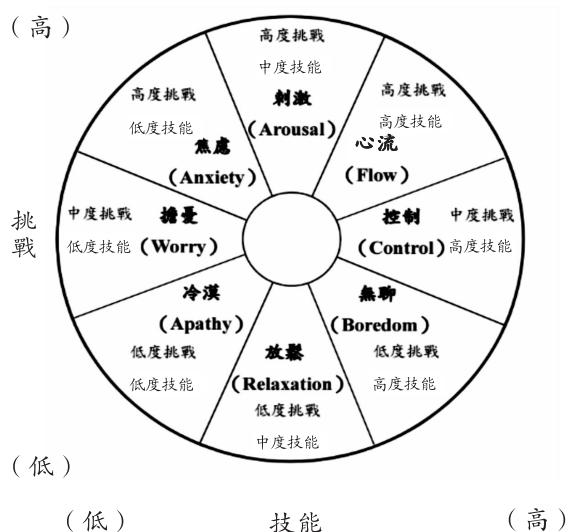 (高)
高度挑戰
中度技能
刺激
(Arousal)
高度挑戰
低度技能
焦慮
(Anxiety)
高度挑戰
高度技能
心流
(Flow)
挑戰
中度挑戰
低度技能
擔憂
(Worry)
控制
(Control)
中度挑戰
高度技能
冷漠
(Apathy)
低度挑戰
低度技能
放鬆
(Relaxation)
低度挑戰
中度技能
無聊
(Boredom)
低度挑戰
高度技能
(低)
(低) 技能 (高)